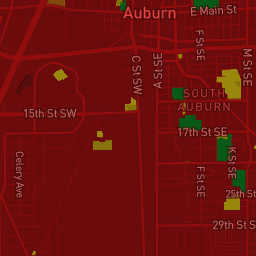 E Main St
Auburn
F St SE
M St SE
C St SW
A St SE
SOUTH
AUBURN
15th St SW
17th St SE
K St SE
Celery Ave
F St SE
25th St
29th St S